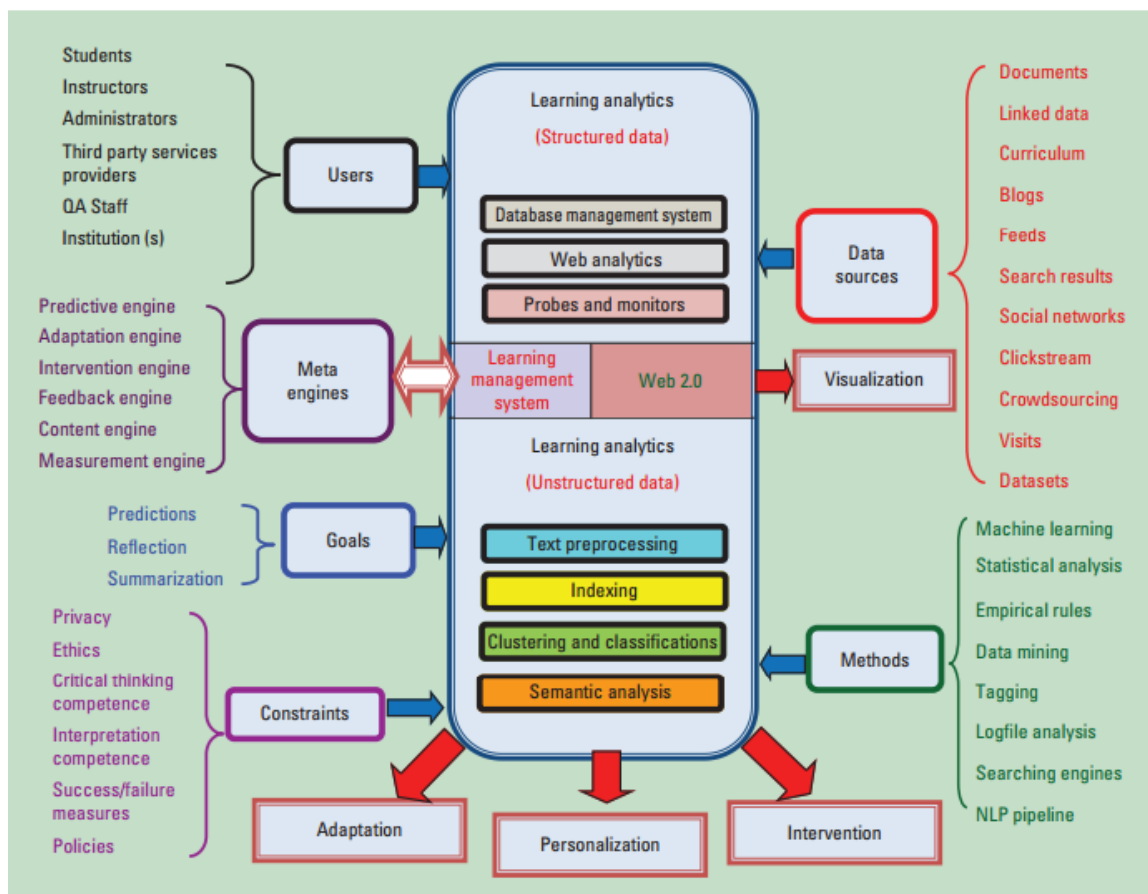 Students
Instructors
Administrators
Third party services
providers
QA Staff
Institution (s)
Users
Predictive engine
Adaptation engine
Intervention engine
Feedback engine
Content engine
Measurement engine
Meta
engines
Predictions
Reflection
Summarization
Goals
Privacy
Ethics
Critical thinking
competence
Interpretation
competence
Success/failure
measures
Policies
Constraints
Learning analytics
(Structured data)
Database management system
Web analytics
Probes and monitors
Learning
management
system
Web 2.0
Learning analytics
(Unstructured data)
Text preprocessing
Indexing
Clustering and classifications
Semantic analysis
Data
sources
Documents
Linked data
Curriculum
Blogs
Feeds
Search results
Social networks
Clickstream
Crowdsourcing
Visits
Datasets
Visualization
Methods
Machine learning
Statistical analysis
Empirical rules
Data mining
Tagging
Logfile analysis
Searching engines
NLP pipeline
Adaptation
Personalization
Intervention